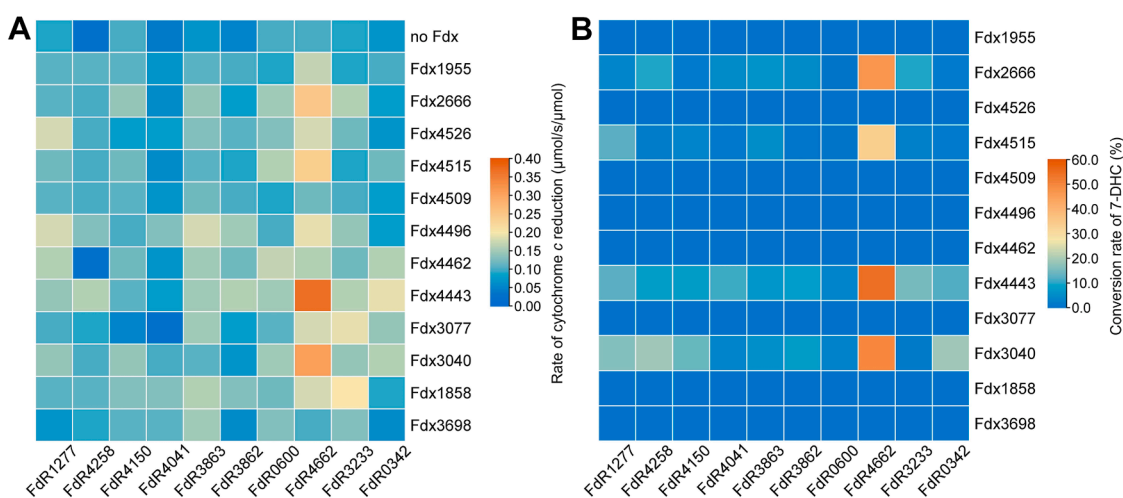 A
no Fdx
Fdx1955
Fdx2666
Fdx4526
Fdx4515
Fdx4509
Fdx4496
Fdx4462
Fdx4443
Fdx3077
Fdx3040
Fdx1858
Fdx3698
FdR1277
FdR4258
FdR4150
FdR4041
FdR3863
FdR3862
FdR0600
FdR4662
FdR3233
FdR0342
0.40
0.35
0.30
0.25
0.20
0.15
0.10
0.05
0.00
Rate of cytochrome c reduction (μmol/s/μmol)
B
Fdx1955
Fdx2666
Fdx4526
Fdx4515
Fdx4509
Fdx4496
Fdx4462
Fdx4443
Fdx3077
Fdx3040
Fdx1858
Fdx3698
FdR1277
FdR4258
FdR4150
FdR4041
FdR3863
FdR3862
FdR0600
FdR4662
FdR3233
FdR0342
60.0
50.0
40.0
30.0
20.0
10.0
0.0
Conversion rate of 7-DHC (%)